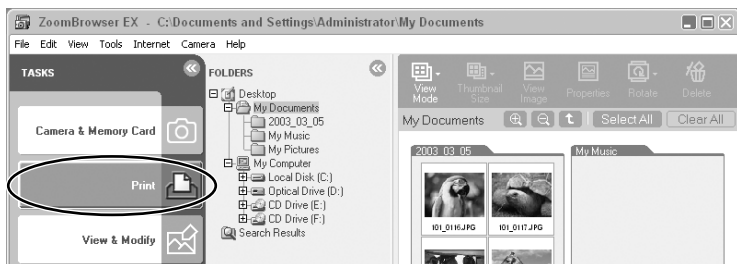 ZoomBrowser EX - C:\Documents and Settings\Administrator\My Documents
File Edit View Tools Internet Camera Help
TASKS
Camera & Memory Card
Print
View & Modify
FOLDERS
Desktop
My Documents
2003_03_05
My Music
My Pictures
My Computer
Local Disk (C:)
Optical Drive (D:)
CD Drive (E:)
CD Drive (F:)
Search Results
View Mode
Thumbnail Size
View Image
Properties
Rotate
Delete
My Documents
Select All
Clear All
2003_03_05
My Music
101_0116.JPG
101_0117.JPG